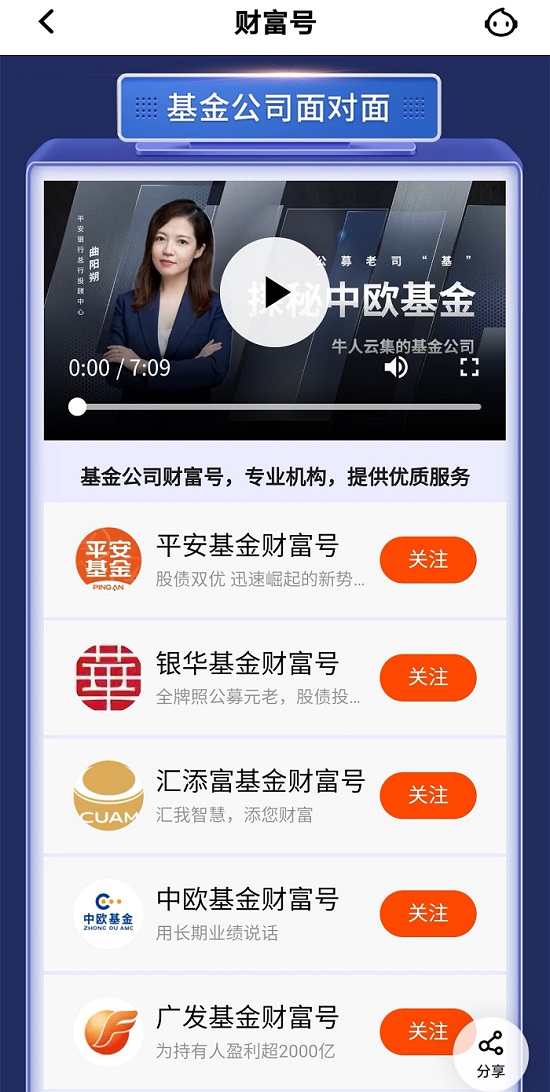 财富号
基金公司面对面
平安银行总行投顾中心
曲阳朔
公募老司“基”
探秘中欧基金
牛人云集的基金公司
0:00 / 7:09
基金公司财富号，专业机构，提供优质服务
平安
基金
PING AN
平安基金财富号
股债双优 迅速崛起的新势...
关注
華
银华基金财富号
全牌照公募元老，股债投...
关注
CUAM
汇添富基金财富号
汇我智慧，添您财富
关注
中欧基金
ZHONG OU AMC
中欧基金财富号
用长期业绩说话
关注
广发基金财富号
为持有人盈利超2000亿
关注
分享